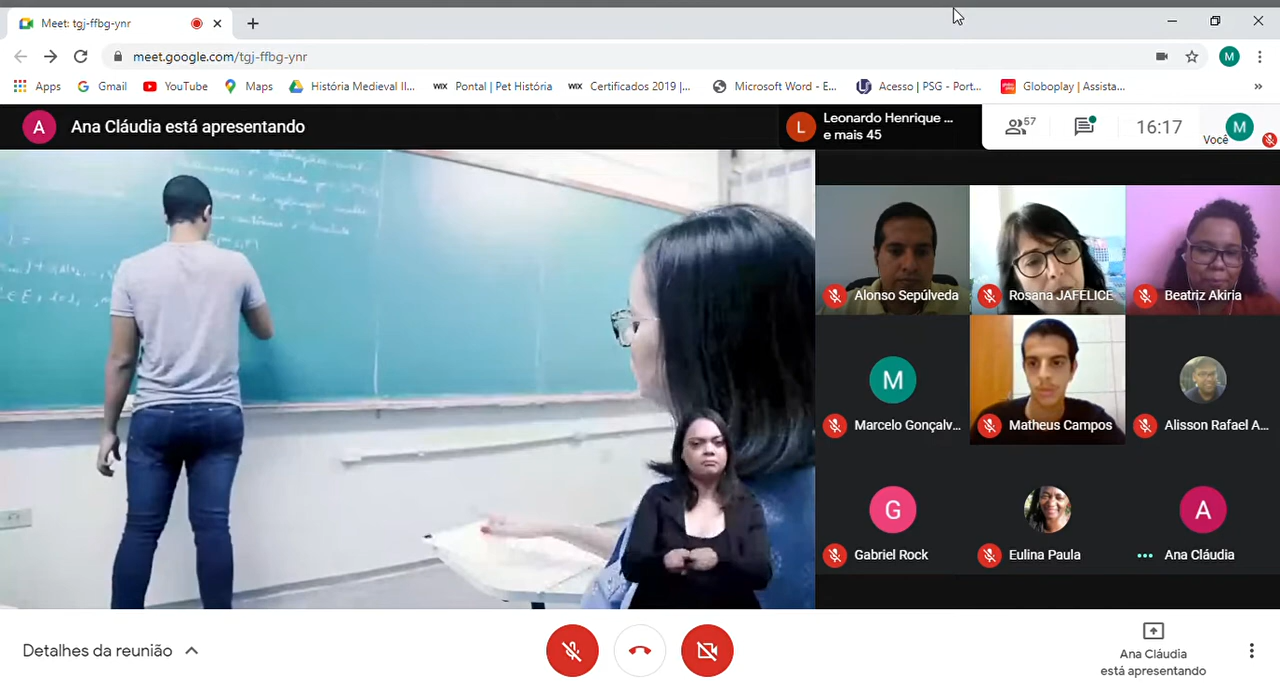 Meet: tgj-ffbg-ynr
meet.google.com/tgj-ffbg-ynr
M
Apps
Gmail
YouTube
Maps
História Medieval II...
WIX Pontal | Pet História
WIX Certificados 2019 |...
Microsoft Word - E...
Acesso | PSG - Port...
Globoplay | Assista...
»
A
Ana Cláudia está apresentando
L
Leonardo Henrique ...
e mais 45
57
16:17
Você
M
Alonso Sepúlveda
Rosana JAFELICE
Beatriz Akiria
M
Marcelo Gonçalv...
Matheus Campos
Alisson Rafael A...
G
Gabriel Rock
Eulina Paula
A
Ana Cláudia
Detalhes da reunião
Ana Cláudia
está apresentando